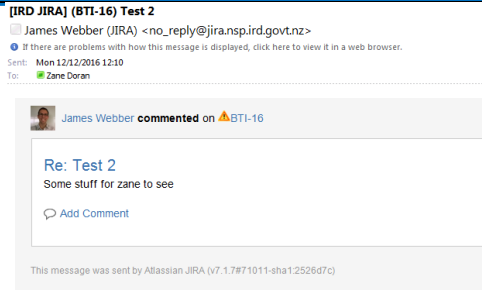 [IRD JIRA] (BTI-16) Test 2
James Webber (JIRA) <no_reply@jira.nsp.ird.govt.nz>
If there are problems with how this message is displayed, click here to view it in a web browser.
Sent: Mon 12/12/2016 12:10
To: Zane Doran
James Webber commented on BTI-16
Re: Test 2
Some stuff for zane to see
Add Comment
This message was sent by Atlassian JIRA (v7.1.7#71011-sha1:2526d7c)